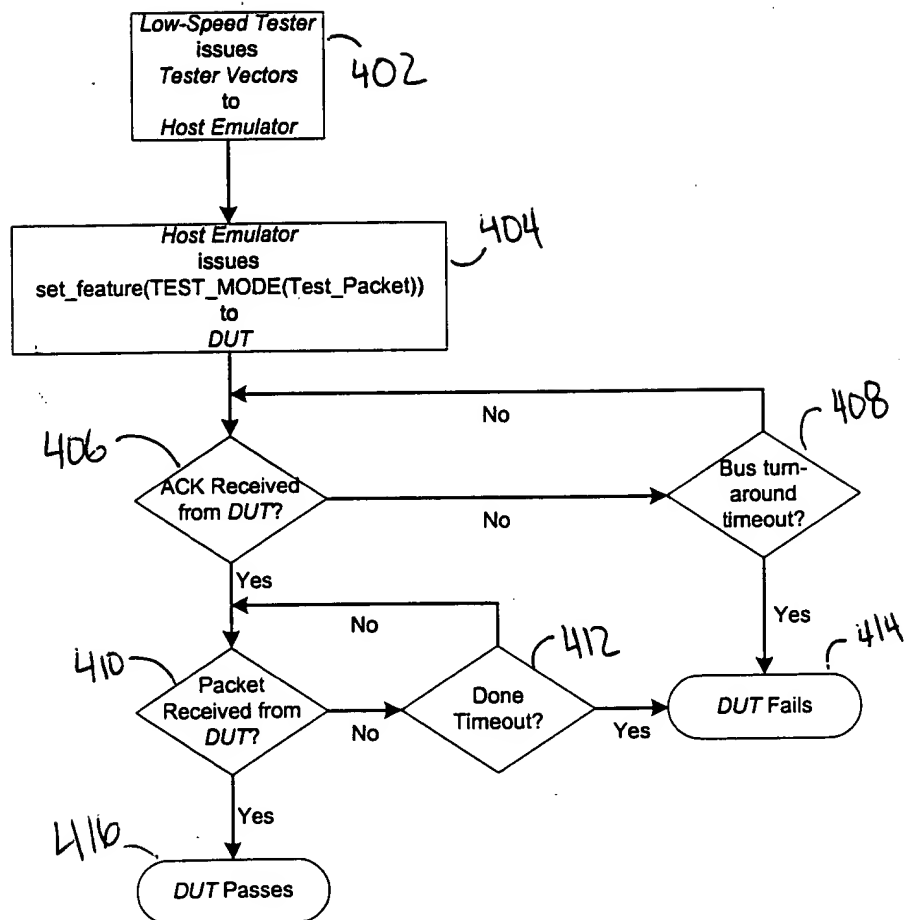 Low-Speed Tester
issues
Tester Vectors
to
Host Emulator
402
Host Emulator
issues
set_feature(TEST_MODE(Test_Packet))
to
DUT
404
No
406
ACK Received
from DUT?
No
408
Bus turn-
around
timeout?
Yes
Yes
No
410
Packet
Received from
DUT?
No
412
Done
Timeout?
Yes
414
DUT Fails
Yes
416
DUT Passes